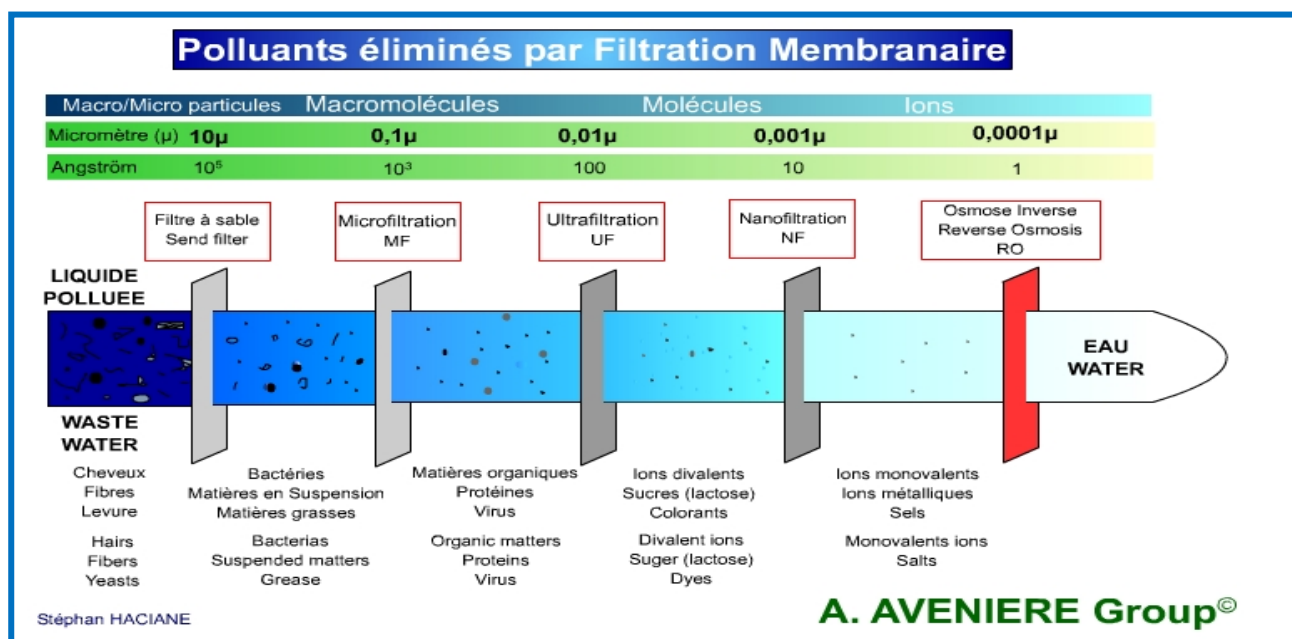 Polluants éliminés par Filtration Membranaire
Macro/Micro particules Macromolécules Molécules Ions
Micromètre (µ) 10µ 0,1µ 0,01µ 0,001µ 0,0001µ
Angström 10⁵ 10³ 100 10 1
Filtre à sable
Send filter
Microfiltration
MF
Ultrafiltration
UF
Nanofiltration
NF
Osmose Inverse
Reverse Osmosis
RO
LIQUIDE
POLLUEE
EAU
WATER
WASTE
WATER
Cheveux
Fibres
Levure
Hairs
Fibers
Yeasts
Bactéries
Matières en Suspension
Matières grasses
Bacterias
Suspended matters
Grease
Matières organiques
Protéines
Virus
Organic matters
Proteins
Virus
Ions divalents
Sucres (lactose)
Colorants
Divalent ions
Suger (lactose)
Dyes
Ions monovalents
Ions métalliques
Sels
Monovalents ions
Salts
Stéphan HACIANE
A. AVENIERE Group©